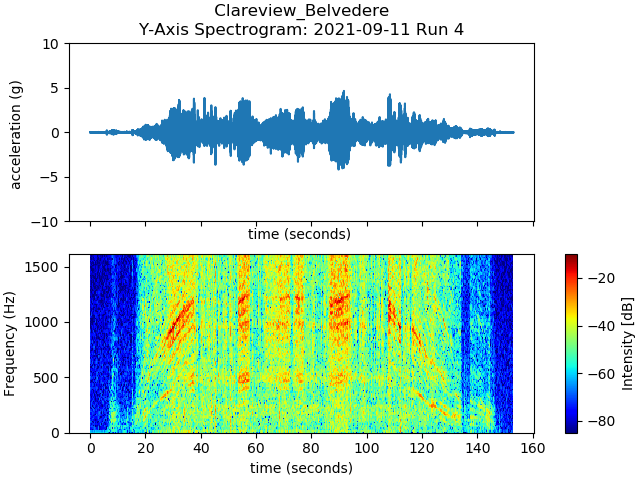 Clareview_Belvedere
Y-Axis Spectrogram: 2021-09-11 Run 4
10
5
0
−5
−10
acceleration (g)
time (seconds)
1500
1000
500
0
Frequency (Hz)
0 20 40 60 80 100 120 140 160
time (seconds)
−20
−40
−60
−80
Intensity [dB]